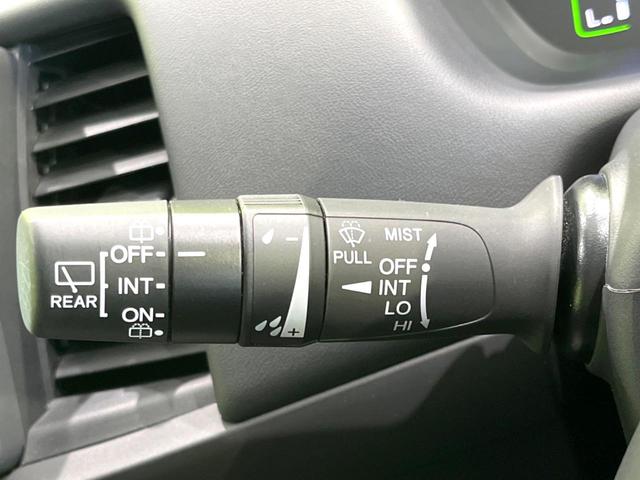 REAR
OFF
INT
ON
−
+
PULL
MIST
OFF
INT
LO
HI